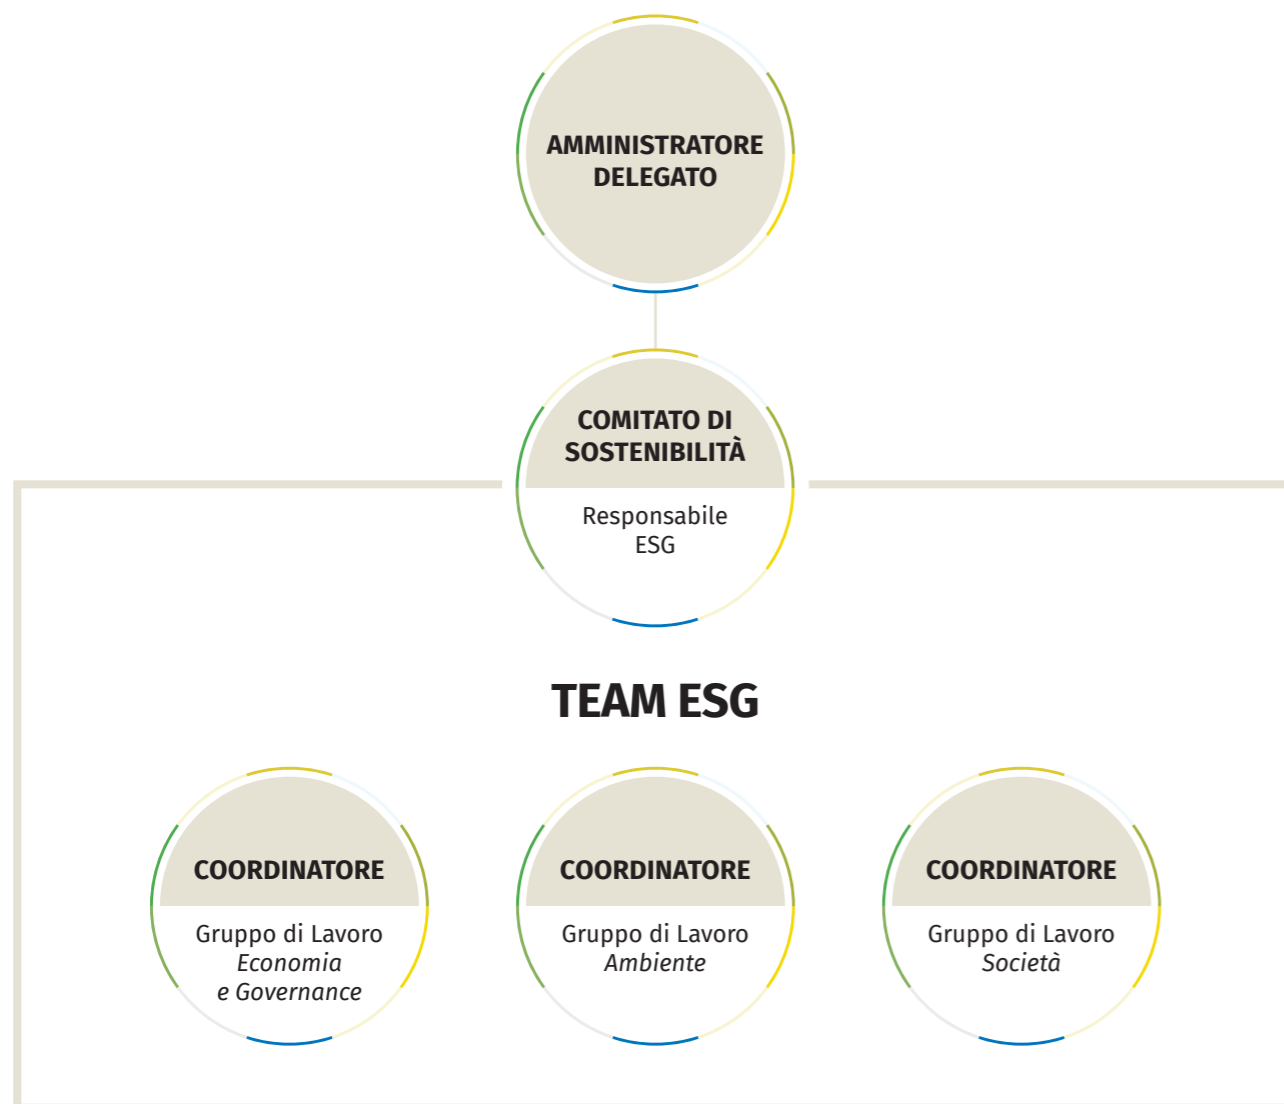 AMMINISTRATORE
DELEGATO
COMITATO DI
SOSTENIBILITÀ
Responsabile
ESG
TEAM ESG
COORDINATORE
Gruppo di Lavoro
Economia
e Governance
COORDINATORE
Gruppo di Lavoro
Ambiente
COORDINATORE
Gruppo di Lavoro
Società